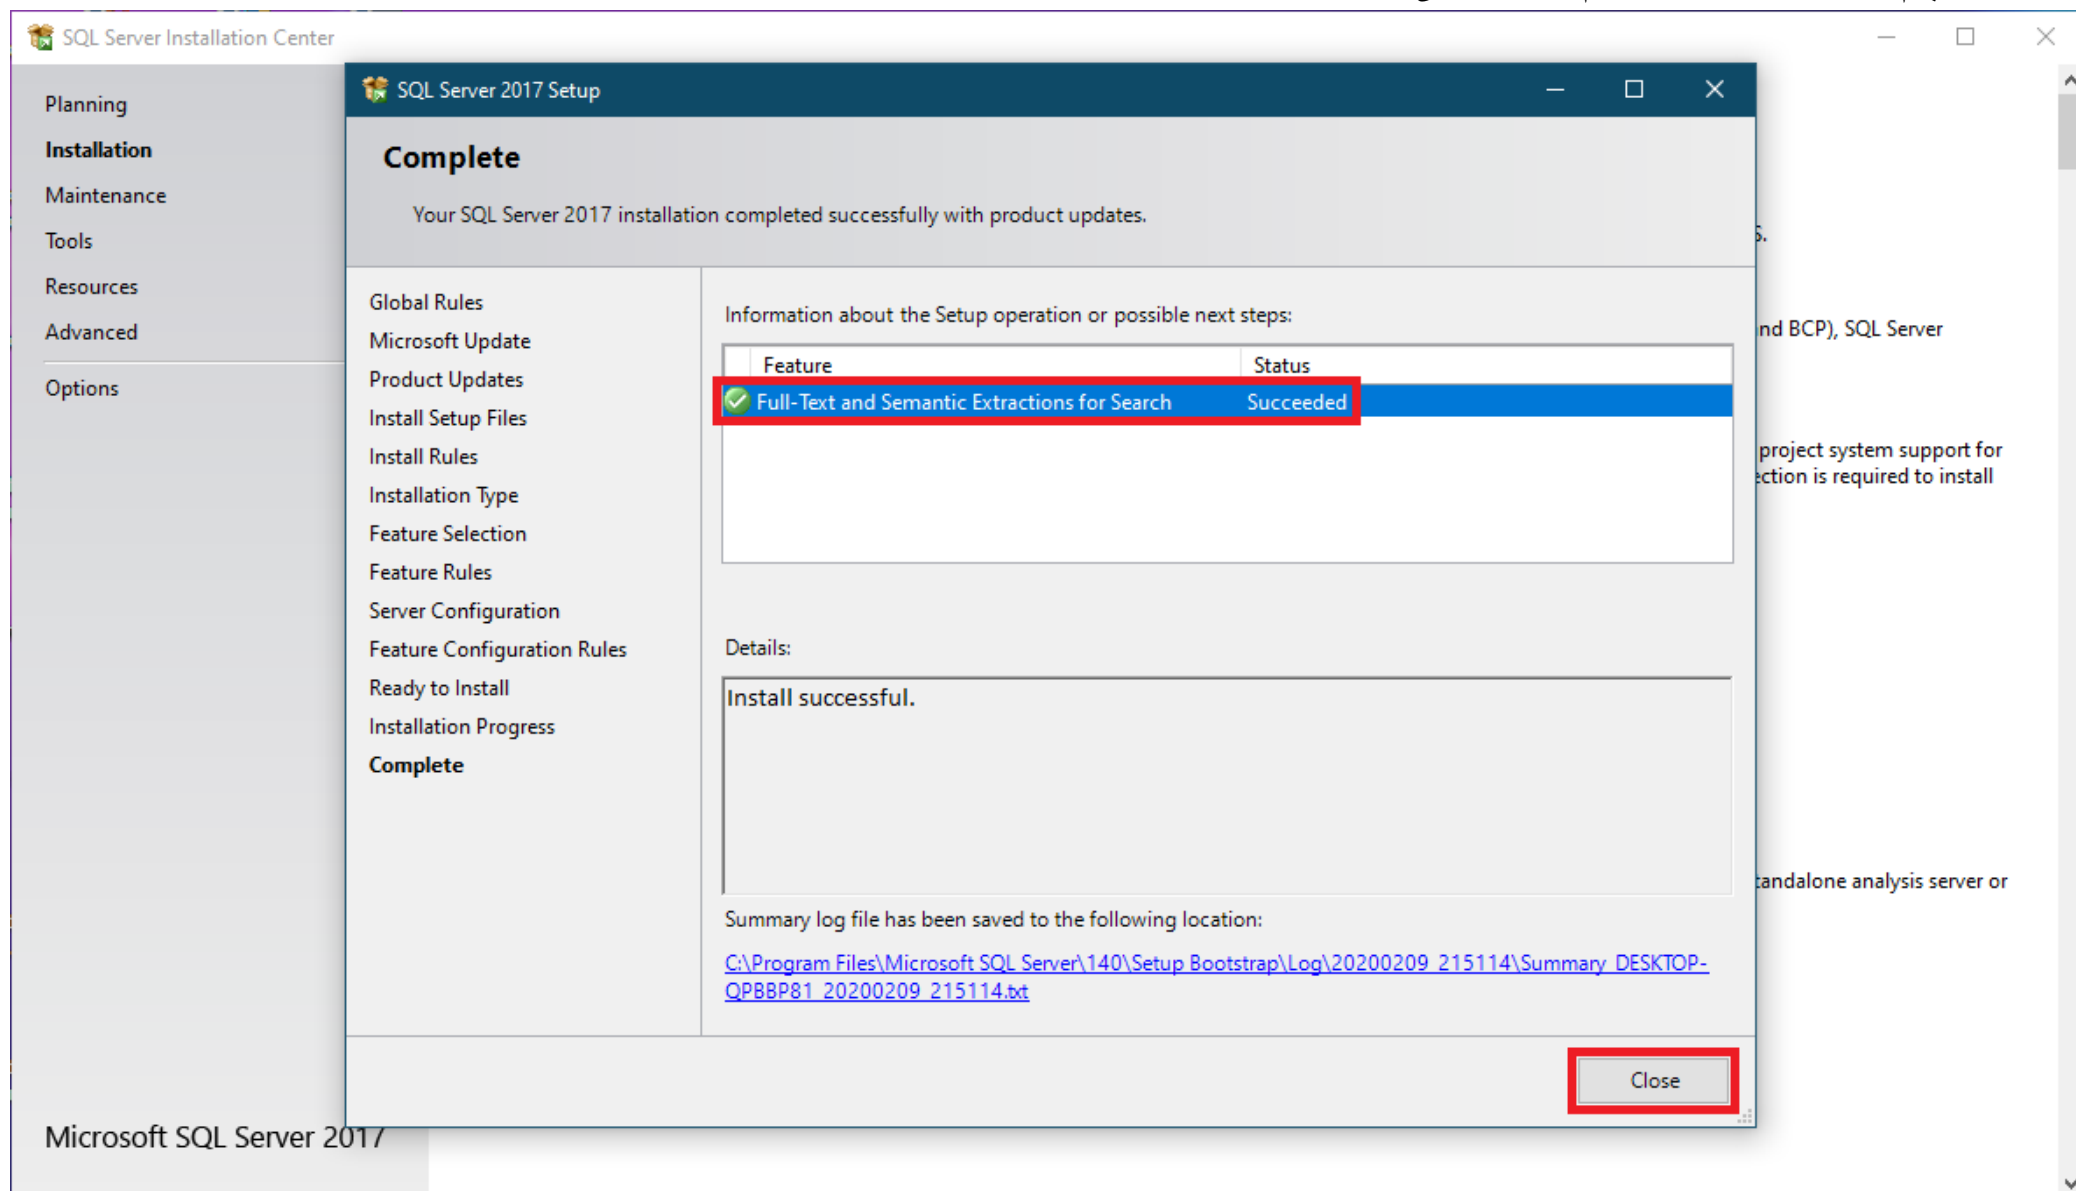 SQL Server Installation Center
Planning
Installation
Maintenance
Tools
Resources
Advanced
Options
Microsoft SQL Server 2017
SQL Server 2017 Setup
Complete
Your SQL Server 2017 installation completed successfully with product updates.
Global Rules
Microsoft Update
Product Updates
Install Setup Files
Install Rules
Installation Type
Feature Selection
Feature Rules
Server Configuration
Feature Configuration Rules
Ready to Install
Installation Progress
Complete
Information about the Setup operation or possible next steps:
Feature Status
Full-Text and Semantic Extractions for Search Succeeded
Details:
Install successful.
Summary log file has been saved to the following location:
C:\Program Files\Microsoft SQL Server\140\Setup Bootstrap\Log\20200209_215114\Summary_DESKTOP-
QPBBP81_20200209_215114.txt
Close
nd BCP), SQL Server
project system support for
ction is required to install
tandalone analysis server or